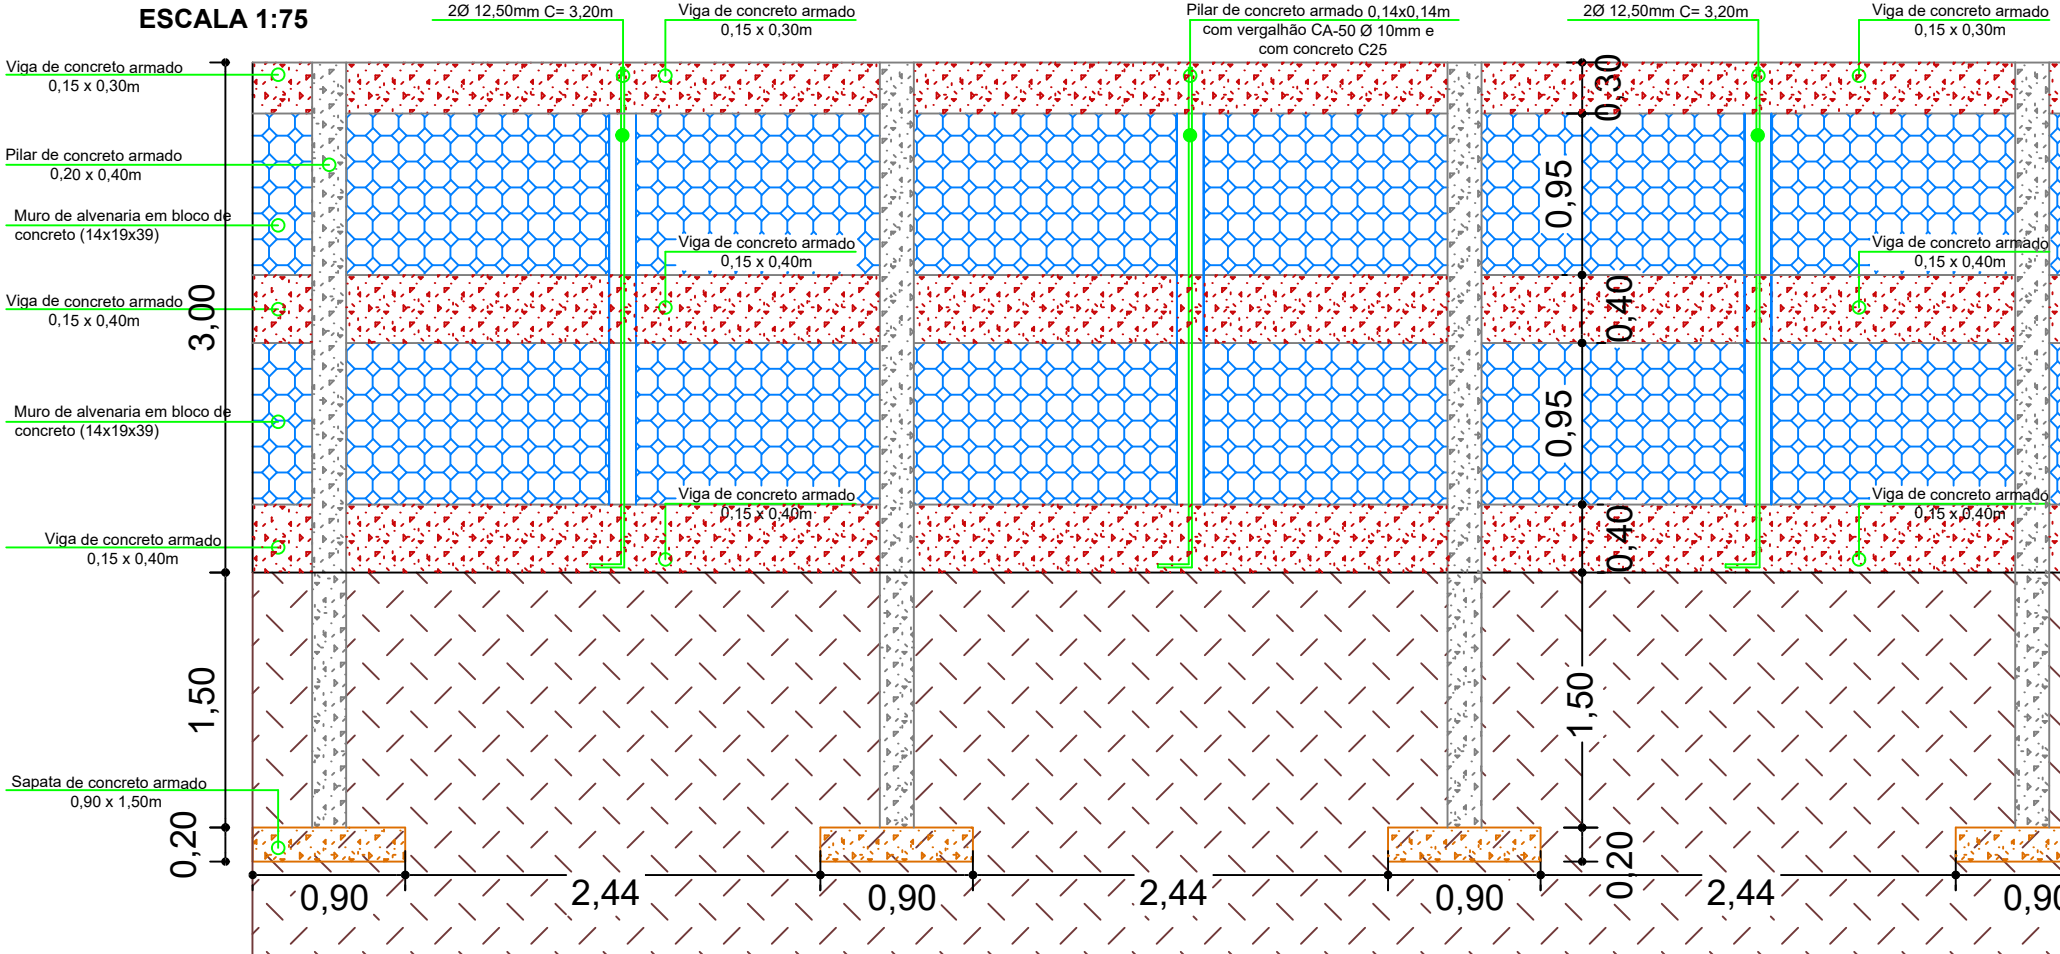 ESCALA 1:75
2Ø 12,50mm C= 3,20m
Viga de concreto armado
0,15 x 0,30m
Pilar de concreto armado 0,14x0,14m
com vergalhão CA-50 Ø 10mm e
com concreto C25
2Ø 12,50mm C= 3,20m
Viga de concreto armado
0,15 x 0,30m
Viga de concreto armado
0,15 x 0,30m
Pilar de concreto armado
0,20 x 0,40m
Muro de alvenaria em bloco de
concreto (14x19x39)
Viga de concreto armado
0,15 x 0,40m
Muro de alvenaria em bloco de
concreto (14x19x39)
Viga de concreto armado
0,15 x 0,40m
Sapata de concreto armado
0,90 x 1,50m
3,00
1,50
0,20
Viga de concreto armado
0,15 x 0,40m
Viga de concreto armado
0,15 x 0,40m
0,30
0,95
0,40
0,95
0,40
1,50
0,20
Viga de concreto armado
0,15 x 0,40m
Viga de concreto armado
0,15 x 0,40m
0,90
2,44
0,90
2,44
0,90
2,44
0,90